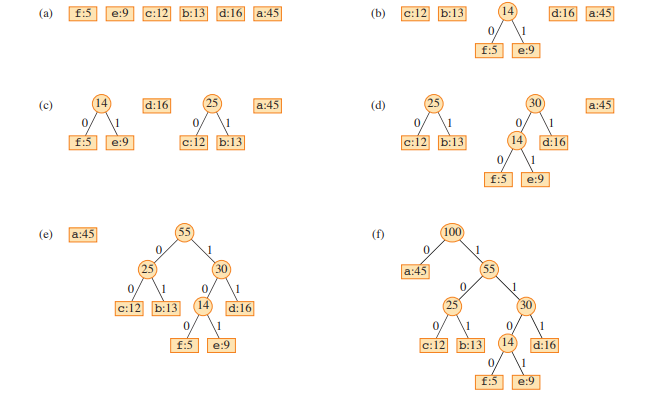 (a) f:5 e:9 c:12 b:13 d:16 a:45
(b) c:12 b:13 14 d:16 a:45
0 1
f:5 e:9
(c) 14 d:16 25 a:45
0 1 0 1
f:5 e:9 c:12 b:13
(d) 25 30 a:45
0 1 0 1
c:12 b:13 14 d:16
0 1
f:5 e:9
(e) a:45 55
0 1
25 30
0 1 0 1
c:12 b:13 14 d:16
0 1
f:5 e:9
(f) 100
0 1
a:45 55
0 1
25 30
0 1 0 1
c:12 b:13 14 d:16
0 1
f:5 e:9